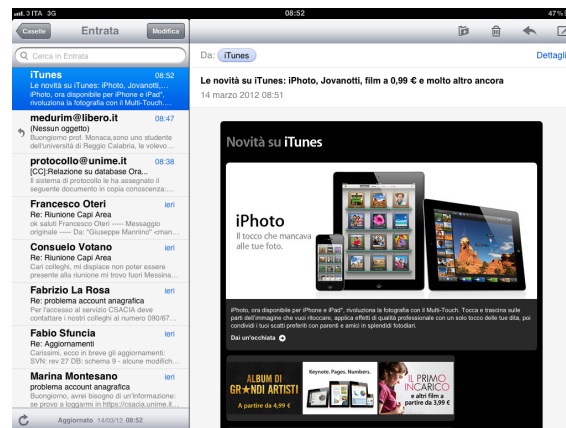 3 ITA 3G
08:52
47%
Caselle
Entrata
Modifica
Cerca in Entrata
iTunes 08:52
Le novità su iTunes: iPhoto, Jovanotti,...
iPhoto, ora disponibile per iPhone e iPad",
rivoluziona la fotografia con il Multi-Touch....
medurim@libero.it 08:47
(Nessun oggetto)
Buongiorno prof. Monaca,sono uno studente
dell'università di Reggio Calabria, le volevo...
protocollo@unime.it 08:38
[CC]:Relazione su database Ora...
Il sistema di protocollo le ha assegnato il
seguente documento in copia conoscenza:...
Francesco Oteri ieri
Re: Riunione Capi Area
ok saluti Francesco Oteri ----- Messaggio
originale ----- Da: "Giuseppe Mannino" <man...
Consuelo Votano ieri
Re: Riunione Capi Area
Cari colleghi, mi dispiace non poter essere
presente alla riunione mi trovo fuori Messina...
Fabrizio La Rosa ieri
Re: problema account anagrafica
Per l'accesso al servizio CSACIA deve
contattare i nostri colleghi al numero 090/67...
Fabio Sfuncia ieri
Re: Aggiornamenti
Carissimi, ecco in breve gli aggiornamenti:
SVN: rev 27 DB: schema 9 - alcune modifich...
Marina Montesano ieri
problema account anagrafica
Buongiorno, avrei bisogno di un'informazione:
se provo a loggarmi in https://csacia.unime.it...
Aggiornato 14/03/12 08:52
Da: iTunes
Dettagli
Le novità su iTunes: iPhoto, Jovanotti, film a 0,99 € e molto altro ancora
14 marzo 2012 08:51
Novità su iTunes
iPhoto
Il tocco che mancava
alle tue foto.
iPhoto, ora disponibile per iPhone e iPad", rivoluziona la fotografia con il Multi-Touch. Tocca e trascina sulle
parti dell'immagine che vuoi ritoccare, applica effetti di qualità professionale con un solo tocco delle tue dita, poi
condividi i tuoi scatti preferiti con parenti e amici in splendidi fotodiari.
Dai un'occhiata
ALBUM DI
GR★NDI ARTISTI
A partire da 4,99 €
Keynote. Pages. Numbers.
IL PRIMO
INCARICO
e altri film a
partire da 3,99 €